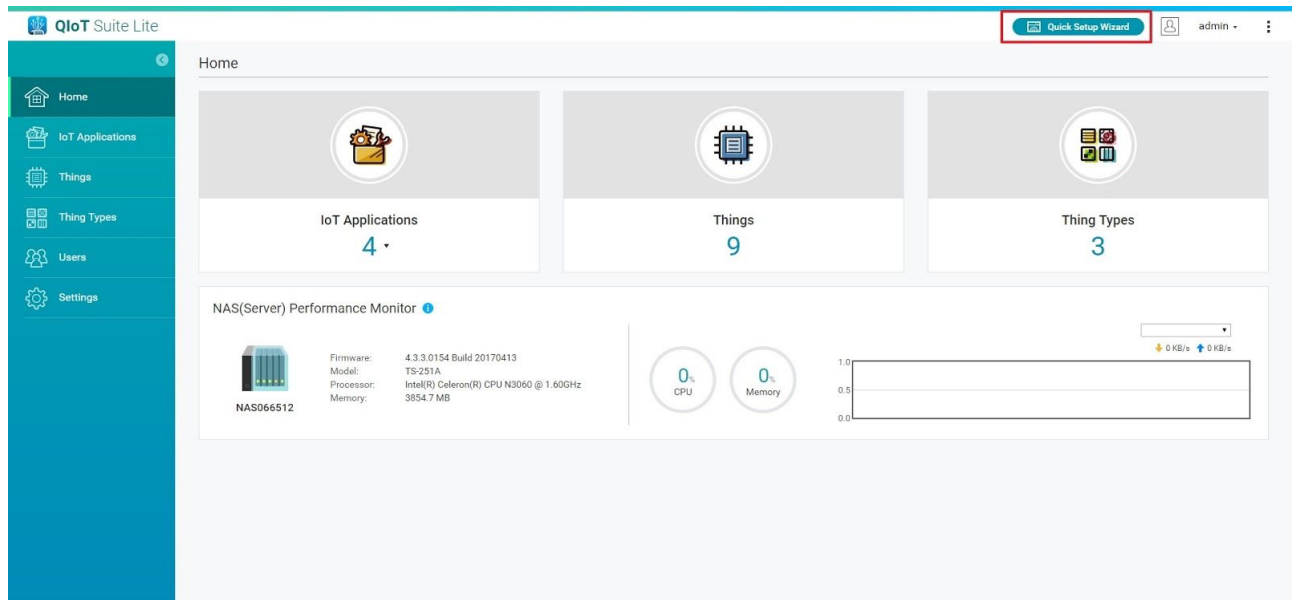 QIoT Suite Lite
Quick Setup Wizard
admin
Home
Home
IoT Applications
Things
Thing Types
Users
Settings
IoT Applications
4
Things
9
Thing Types
3
NAS(Server) Performance Monitor
NAS066512
Firmware: 4.3.3.0154 Build 20170413
Model: TS-251A
Processor: Intel(R) Celeron(R) CPU N3060 @ 1.60GHz
Memory: 3854.7 MB
0%
CPU
0%
Memory
0 KB/s 0 KB/s
1.0
0.5
0.0